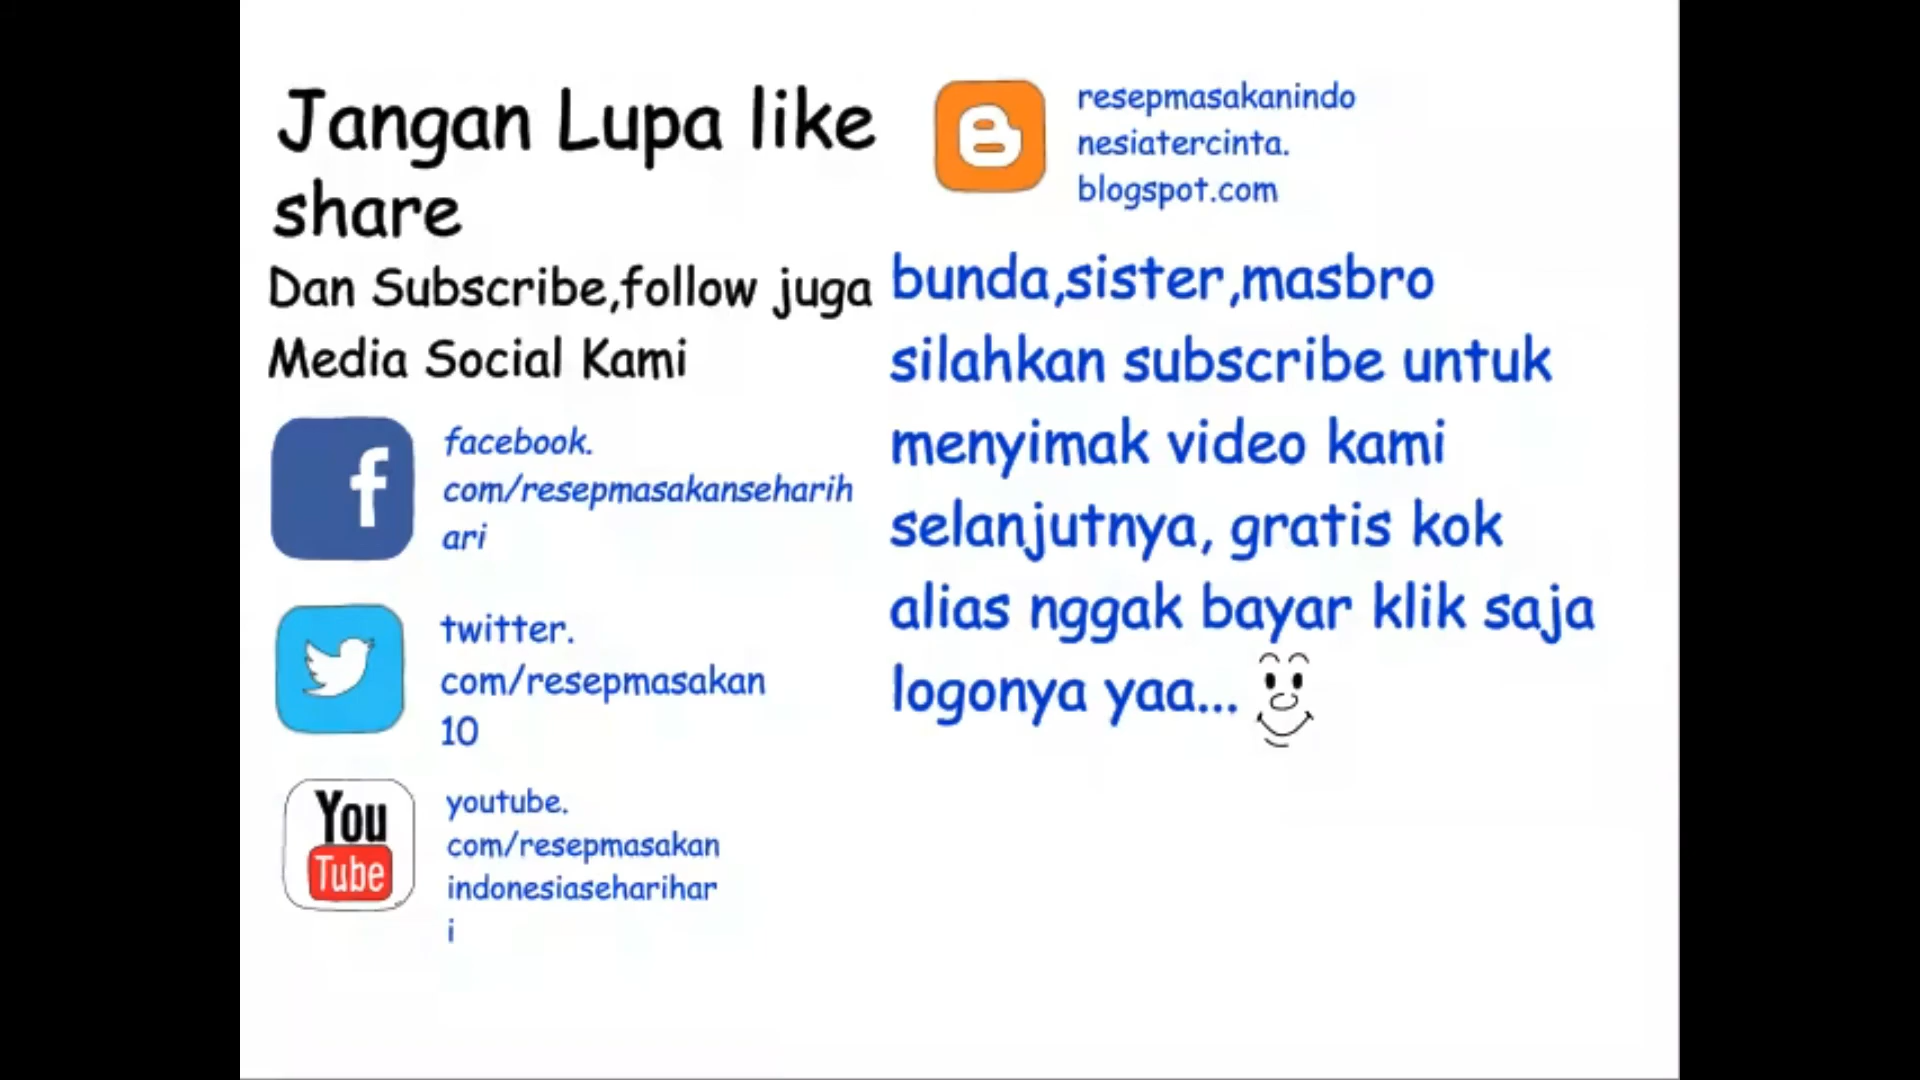 Jangan Lupa like
share
Dan Subscribe,follow juga
Media Social Kami
facebook.
com/resepmasakanseharih
ari
twitter.
com/resepmasakan
10
You
Tube
youtube.
com/resepmasakan
indonesiaseharihar
i
resepmasakanindo
nesiatercinta.
blogspot.com
bunda,sister,masbro
silahkan subscribe untuk
menyimak video kami
selanjutnya, gratis kok
alias nggak bayar klik saja
logonya yaa...